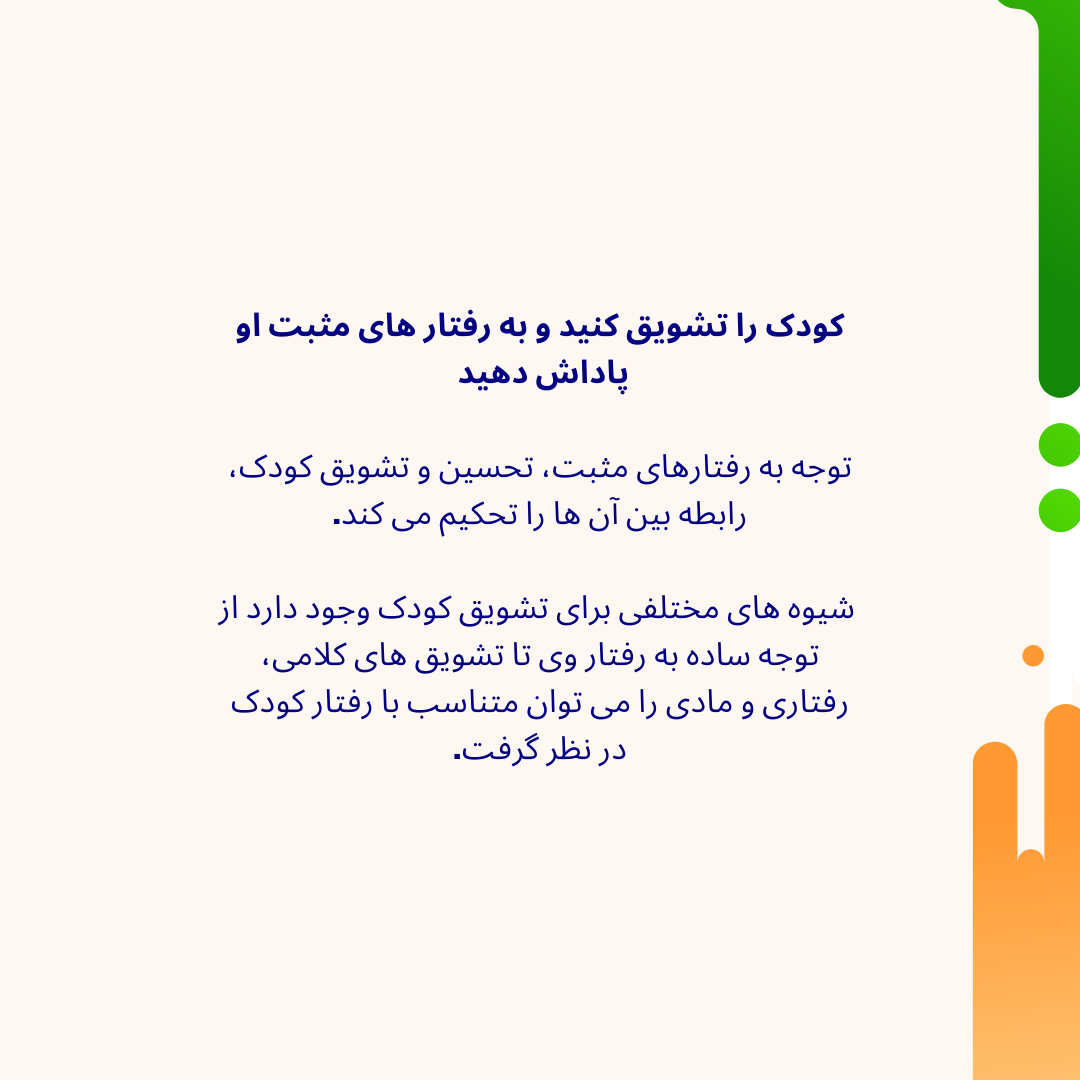 کودک را تشویق کنید و به رفتار های مثبت او
پاداش دهید
توجه به رفتارهای مثبت، تحسین و تشویق کودک،
رابطه بین آن ها را تحکیم می کند.
شیوه های مختلفی برای تشویق کودک وجود دارد از
توجه ساده به رفتار وی تا تشویق های کلامی،
رفتاری و مادی را می توان متناسب با رفتار کودک
در نظر گرفت.